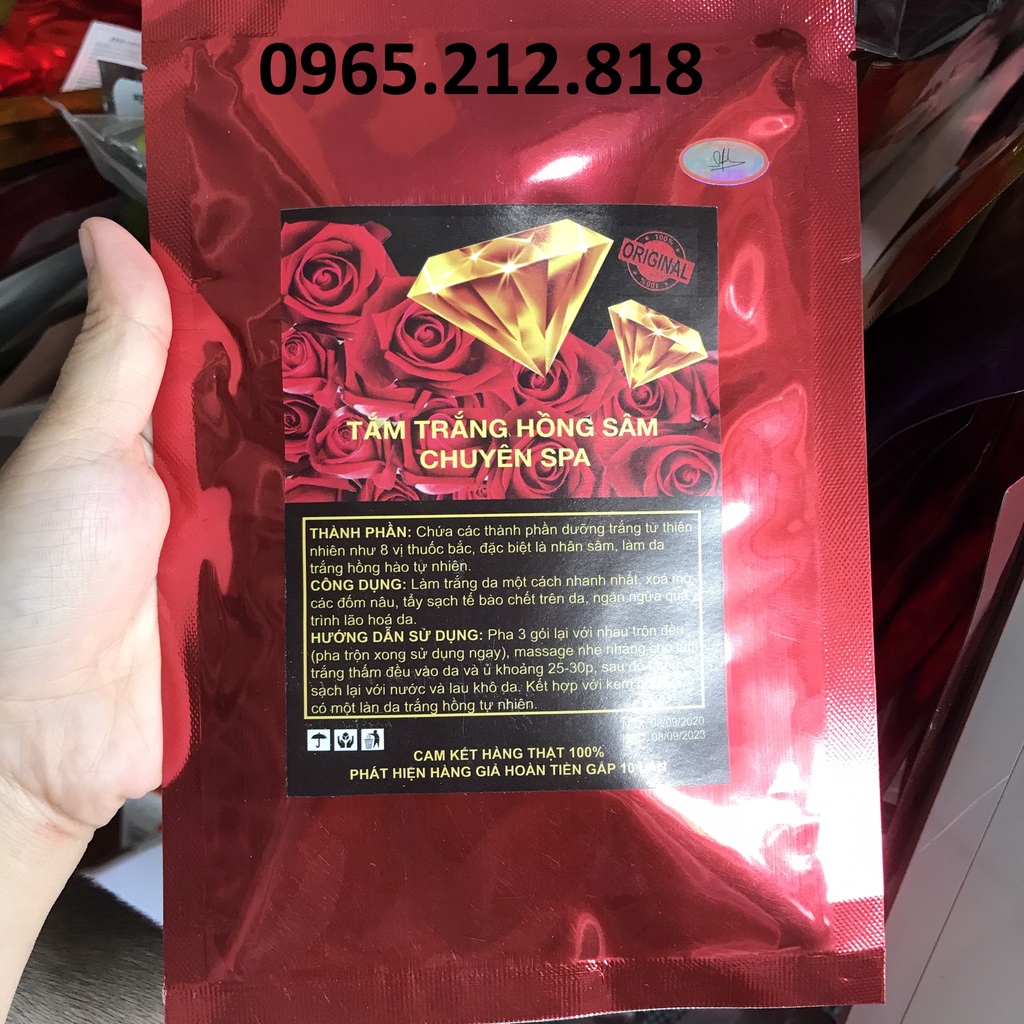 0965.212.818
100%
ORIGINAL
100%
TẮM TRẮNG HỒNG SÂM
CHUYÊN SPA
THÀNH PHẦN: Chứa các thành phần dưỡng trắng từ thiên
nhiên như 8 vị thuốc bắc, đặc biệt là nhân sâm, làm da
trắng hồng hào tự nhiên.
CÔNG DỤNG: Làm trắng da một cách nhanh nhất, xoá mờ
các đốm nâu, tẩy sạch tế bào chết trên da, ngăn ngừa quá
trình lão hoá da.
HƯỚNG DẪN SỬ DỤNG: Pha 3 gói lại với nhau trộn đều
(pha trộn xong sử dụng ngay), massage nhẹ nhàng cho
trắng thấm đều vào da và ủ khoảng 25-30p, sau đó
sạch lại với nước và lau khô da. Kết hợp với kem
có một làn da trắng hồng tự nhiên.
08/09/2020
08/09/2023
CAM KẾT HÀNG THẬT 100%
PHÁT HIỆN HÀNG GIẢ HOÀN TIỀN GẤP 10